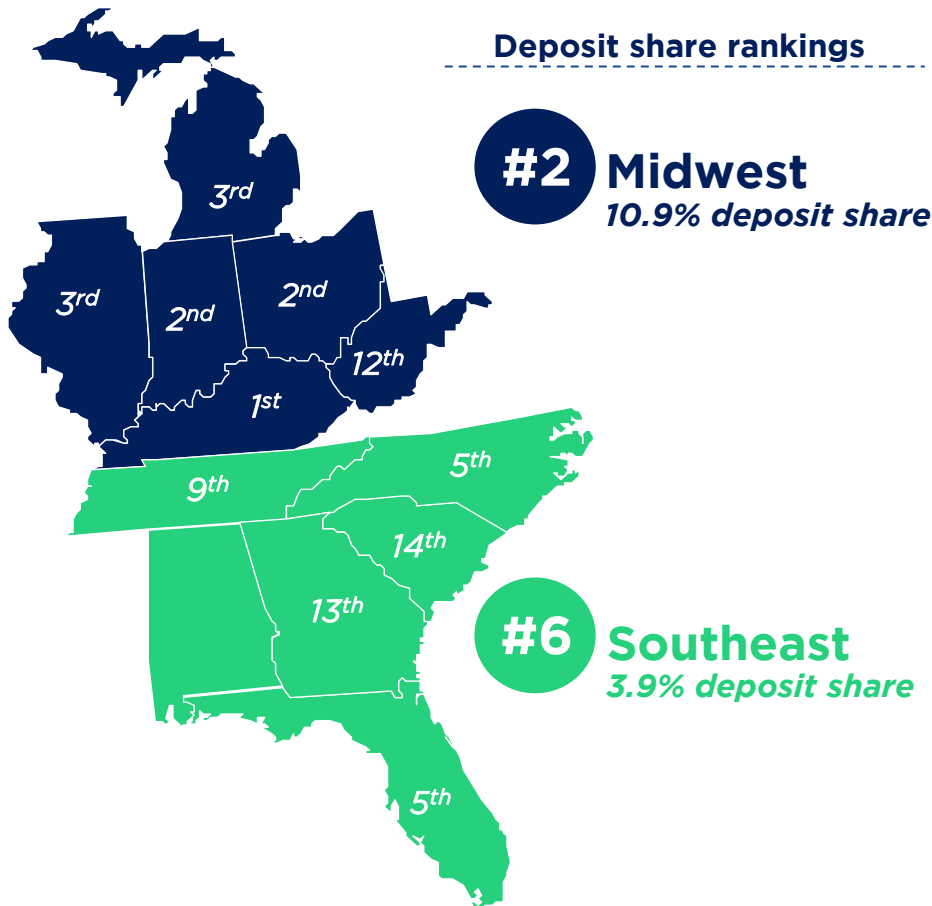 Deposit share rankings
#2 Midwest
10.9% deposit share
3rd
3rd
2nd
2nd
12th
1st
9th
5th
14th
13th
#6 Southeast
3.9% deposit share
5th